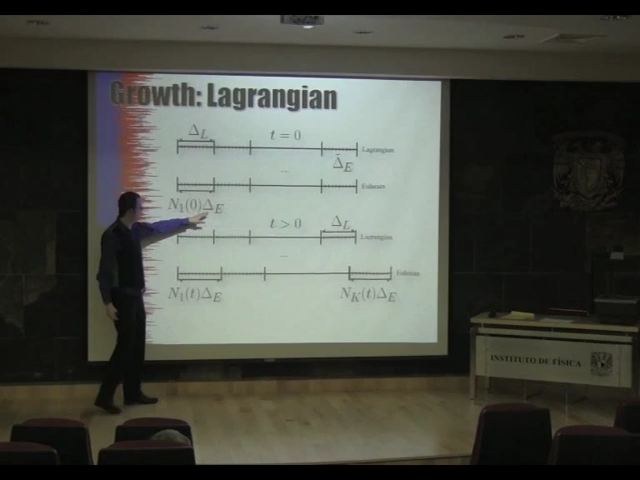 Growth: Lagrangian
Δ_L t = 0
Lagrangian
Δ̃_E
–
N_1(0)Δ_E
t > 0 Δ_L
Lagrangian
–
Eulerian
N_1(t)Δ_E N_K(t)Δ_E
INSTITUTO DE FÍSICA